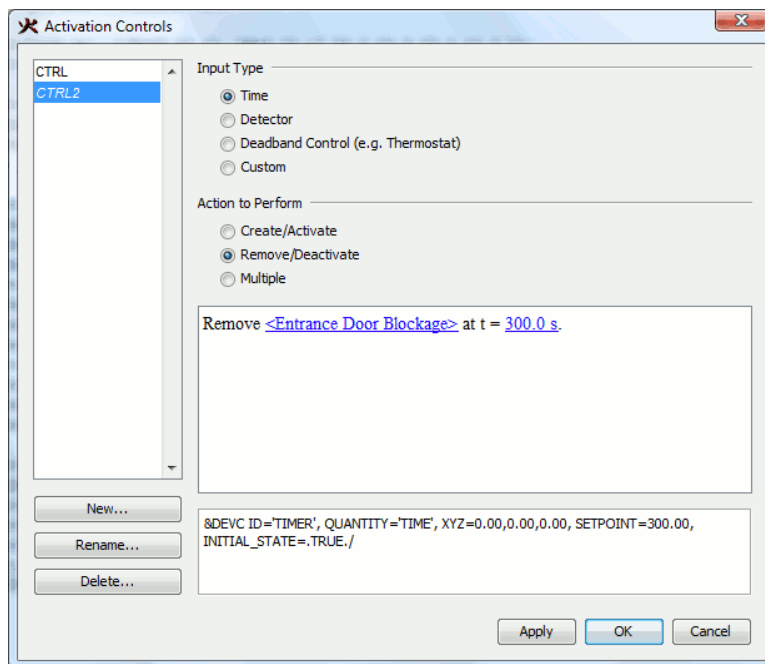 Activation Controls
CTRL
CTRL2
Input Type
Time
Detector
Deadband Control (e.g. Thermostat)
Custom
Action to Perform
Create/Activate
Remove/Deactivate
Multiple
Remove <Entrance Door Blockage> at t = 300.0 s.
New...
Rename...
Delete...
&DEVC ID='TIMER', QUANTITY='TIME', XYZ=0.00,0.00,0.00, SETPOINT=300.00,
INITIAL_STATE=.TRUE./
Apply
OK
Cancel